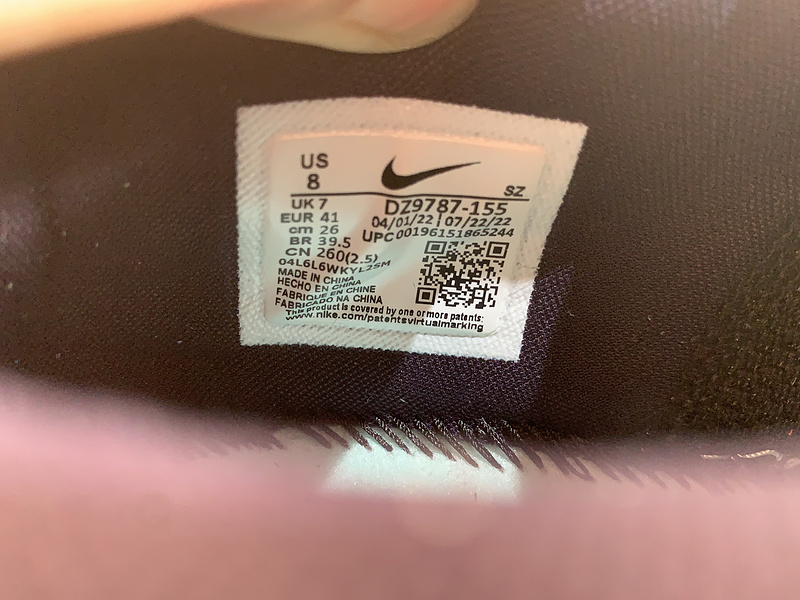 US
8
SZ
UK 7
DZ9787-155
EUR 41
04/01/22 | 07/22/22
cm 26
UPC 00196151865244
BR 39.5
CN 260(2.5)
04L6L6WKYL2SM
MADE IN CHINA
HECHO EN CHINA
FABRIQUE EN CHINE
FABRICADO NA CHINA
This product is covered by one or more patents:
www.nike.com/patentsvirtualmarking